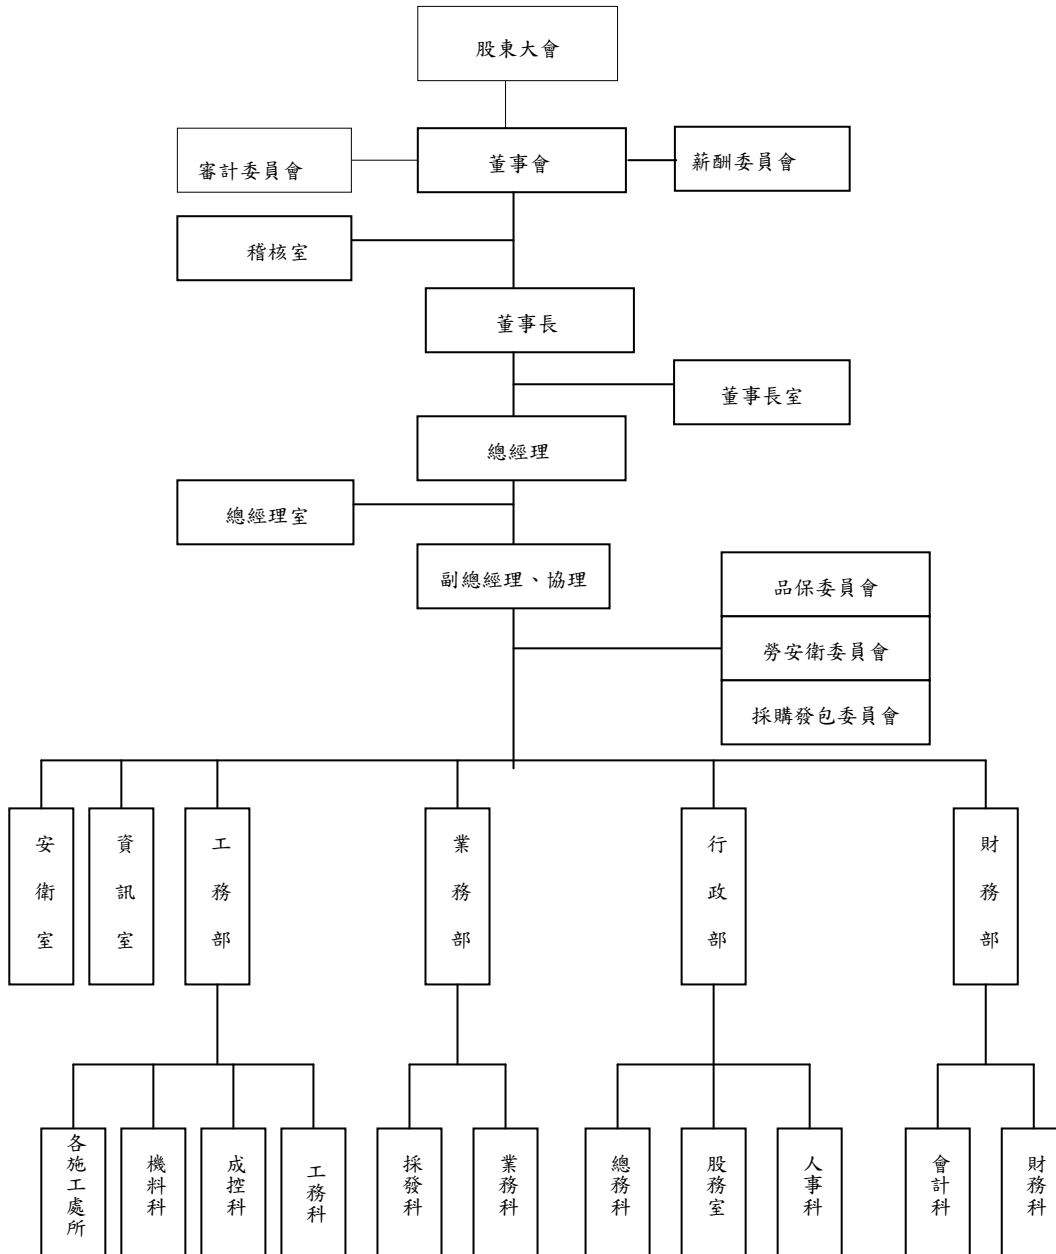 股東大會
審計委員會
董事會
薪酬委員會
稽核室
董事長
董事長室
總經理
總經理室
副總經理、協理
品保委員會
勞安衛委員會
採購發包委員會
安衛室
資訊室
工務部
業務部
行政部
財務部
各施工處所
機料科
成控科
工務科
採發科
業務科
總務科
股務室
人事科
會計科
財務科